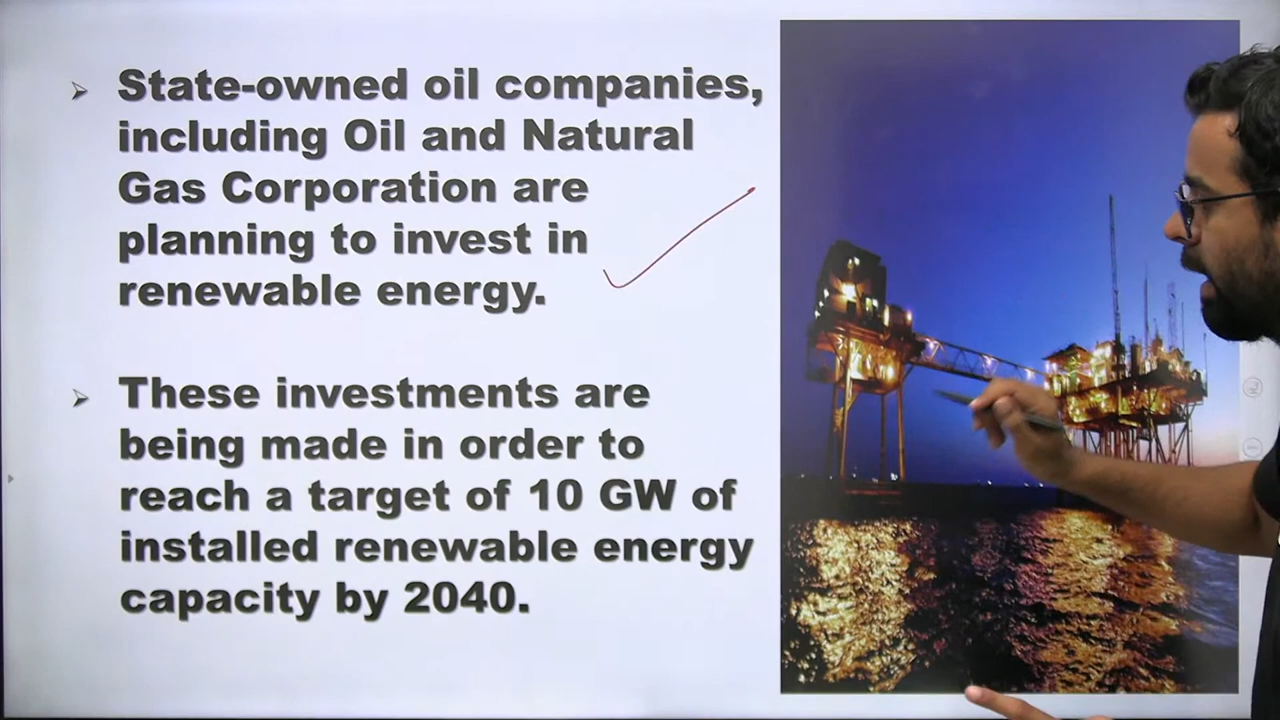 State-owned oil companies,
including Oil and Natural
Gas Corporation are
planning to invest in
renewable energy.
These investments are
being made in order to
reach a target of 10 GW of
installed renewable energy
capacity by 2040.